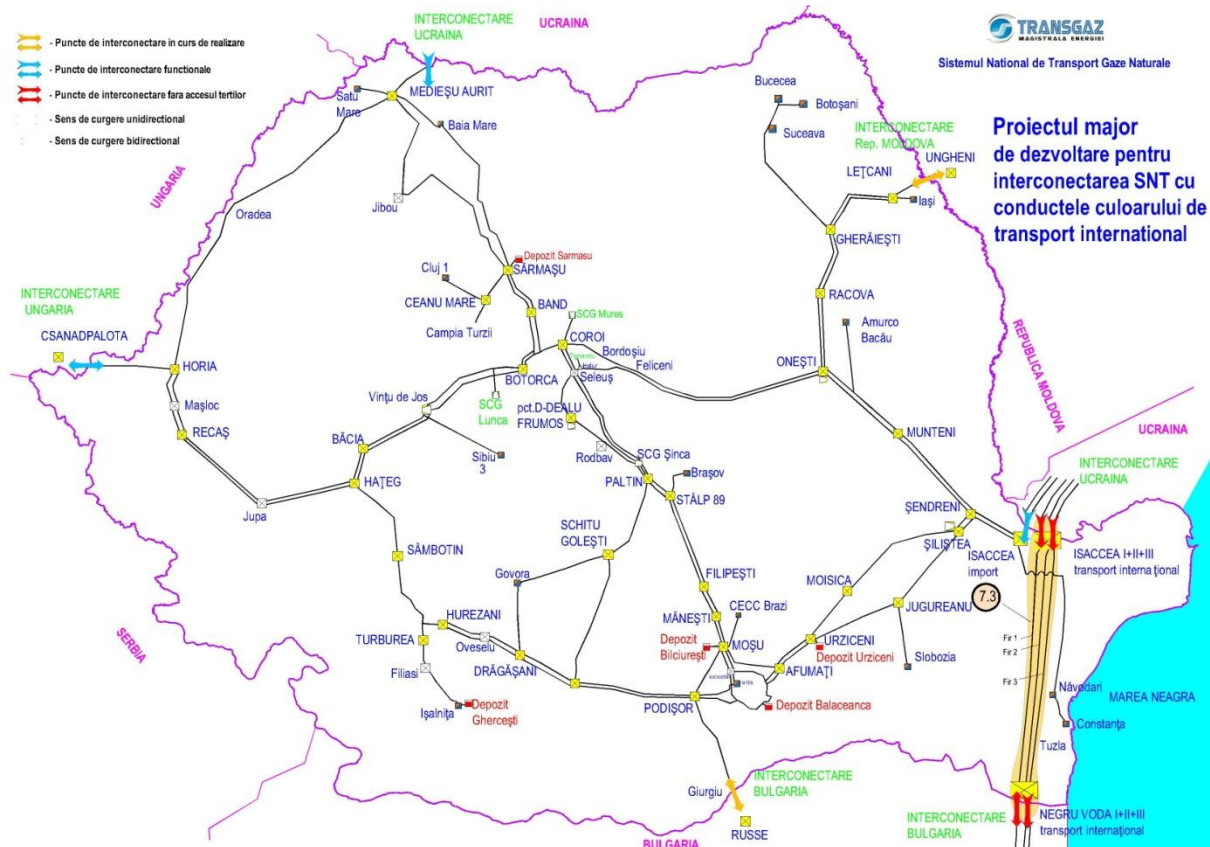 INTERCONECTARE
UCRAINA
UCRAINA
TRANSGAZ
MAGISTRALA ENERGIEI
Sistemul National de Transport Gaze Naturale
- Puncte de interconectare in curs de realizare
- Puncte de interconectare functionale
- Puncte de interconectare fara accesul tertilor
- Sens de curgere unidirectional
- Sens de curgere bidirectional
Proiectul major
de dezvoltare pentru
interconectarea SNT cu
conductele culoarului de
transport international
MEDIEŞU AURIT
Satu
Mare
Baia Mare
Bucecea
Botoşani
Suceava
INTERCONECTARE
Rep. MOLDOVA
UNGHENI
LEŢCANI
Iaşi
UNGARIA
Jibou
Oradea
GHERĂIEŞTI
Depozit Sarmasu
SĂRMAŞU
Cluj 1
CEANU MARE
BAND
Campia Turzii
SCG Mures
RACOVA
INTERCONECTARE
UNGARIA
CSANADPALOTA
COROI
Bordoşiu
Feliceni
Amurco
Bacău
REPUBLICA MOLDOVA
HORIA
BOTORCA
Seleuş
ONEŞTI
Maşloc
Vinţu de Jos
SCG
Lunca
pct.D-DEALU
FRUMOS
RECAŞ
BĂCIA
Sibiu
3
Rodbav
SCG Şinca
MUNTENI
UCRAINA
HAŢEG
PALTIN
Braşov
STÂLP 89
INTERCONECTARE
UCRAINA
Jupa
ŞENDRENI
SCHITU
GOLEŞTI
ŞILIŞTEA
ISACCEA
import
ISACCEA I+II+III
transport internaţional
SÂMBOTIN
Govora
FILIPEŞTI
MOISICA
7.3
HUREZANI
CECC Brazi
JUGUREANU
MĂNEŞTI
SERBIA
TURBUREA
Oveselu
Depozit
Bilciureşti
MOŞU
URZICENI
Depozit Urziceni
Fir 1
Fir 2
Fir 3
Filiasi
DRĂGĂŞANI
AFUMAŢI
Slobozia
Işalniţa
Depozit
Gherceşti
PODIŞOR
Depozit Balaceanca
Năvodari
MAREA NEAGRA
Constanţa
Tuzla
Giurgiu
INTERCONECTARE
BULGARIA
RUSSE
BULGARIA
INTERCONECTARE
BULGARIA
NEGRU VODA I+II+III
transport internaţional